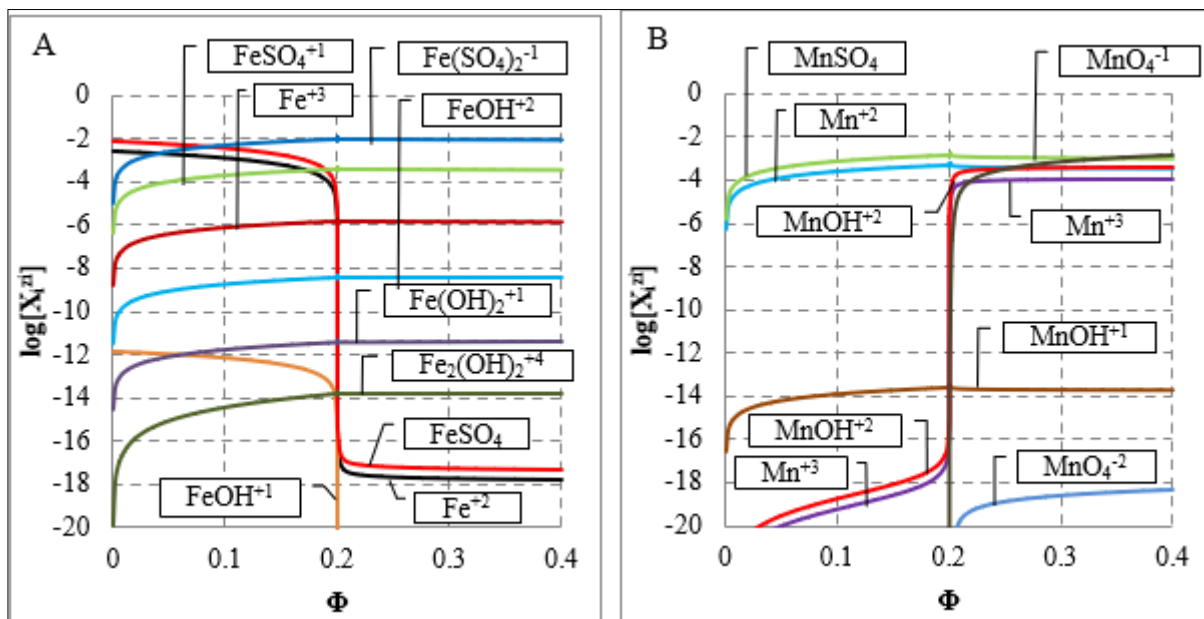 A
FeSO₄⁺¹
Fe(SO₄)₂⁻¹
Fe⁺³
FeOH⁺²
0
-2
-4
-6
-8
-10
-12
-14
-16
-18
-20
log[Xᵢᶻⁱ]
Fe(OH)₂⁺¹
Fe₂(OH)₂⁺⁴
FeSO₄
FeOH⁺¹
Fe⁺²
0 0.1 0.2 0.3 0.4
Φ
B
MnSO₄
MnO₄⁻¹
Mn⁺²
0
-2
-4
-6
-8
-10
-12
-14
-16
-18
-20
log[Xᵢᶻⁱ]
MnOH⁺²
Mn⁺³
MnOH⁺¹
MnOH⁺²
Mn⁺³
MnO₄⁻²
0 0.1 0.2 0.3 0.4
Φ